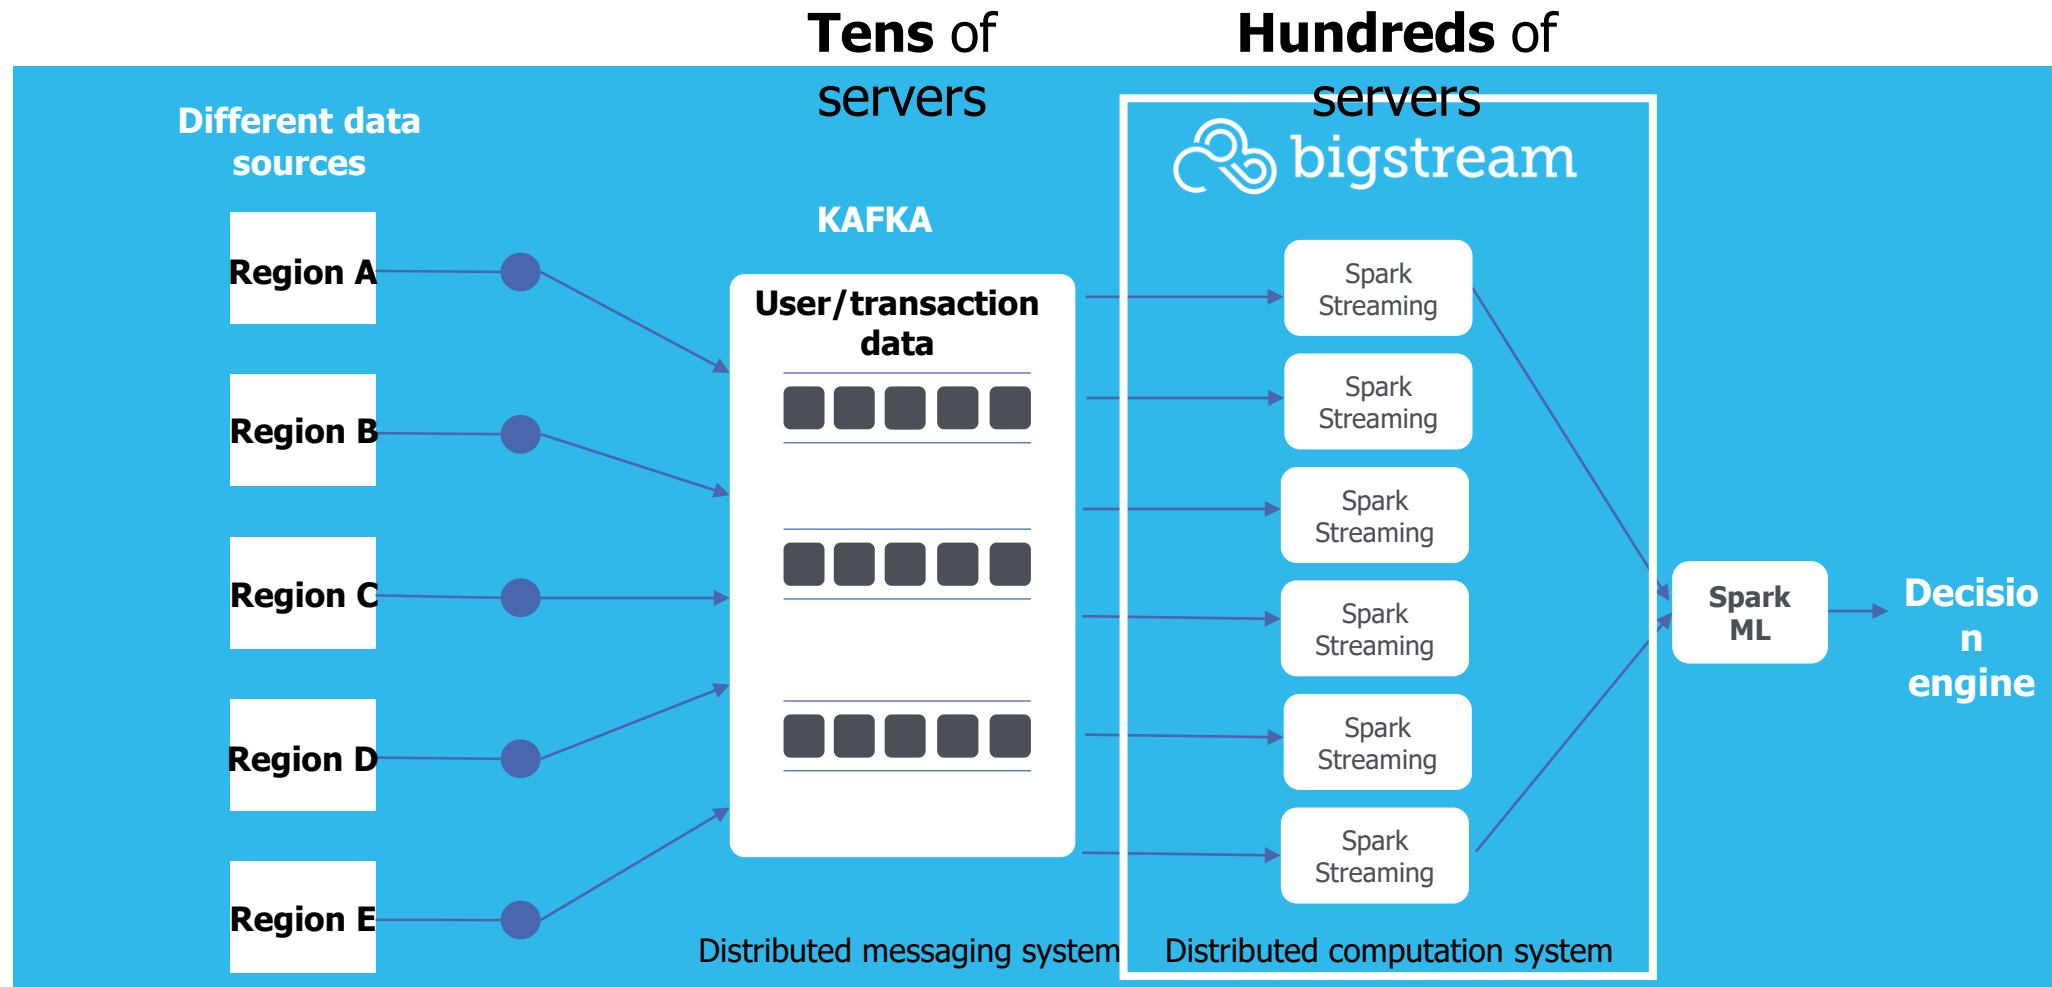 Tens of
servers
Hundreds of
servers
Different data
sources
KAFKA
bigstream
Region A
Region B
Region C
Region D
Region E
User/transaction
data
Spark
Streaming
Spark
Streaming
Spark
Streaming
Spark
Streaming
Spark
Streaming
Spark
Streaming
Spark
ML
Decisio
n
engine
Distributed messaging system
Distributed computation system